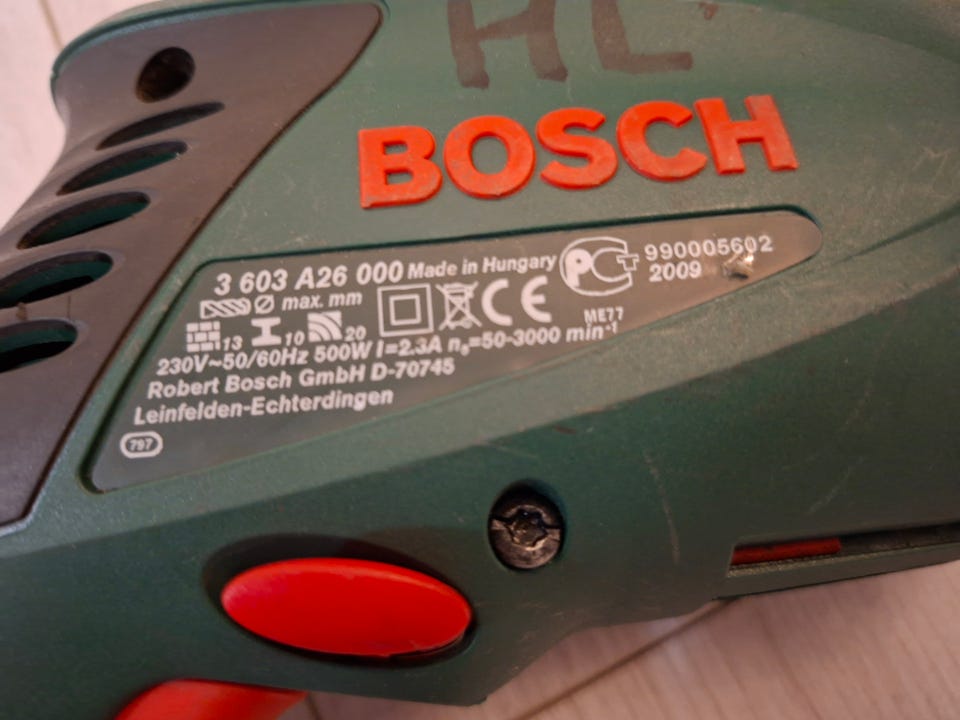 HL
BOSCH
3 603 A26 000 Made in Hungary
990005602
2009
Ø max. mm
13 10 20
CE
ME77
230V~50/60Hz 500W I=2.3A n₀=50-3000 min⁻¹
Robert Bosch GmbH D-70745
Leinfelden-Echterdingen
797